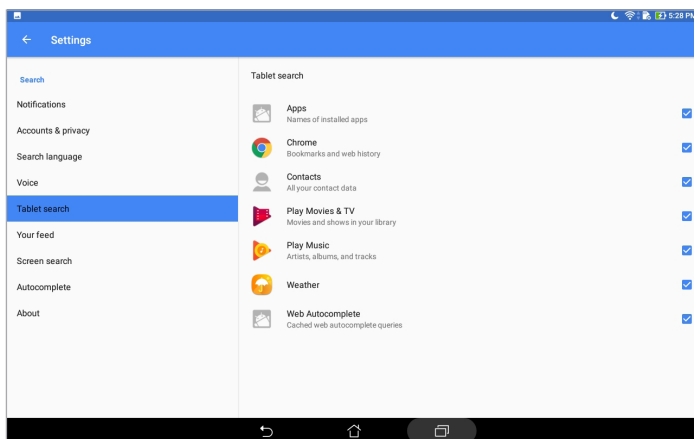 5:28 PM
Settings
Search
Notifications
Accounts & privacy
Search language
Voice
Tablet search
Your feed
Screen search
Autocomplete
About
Tablet search
Apps
Names of installed apps
Chrome
Bookmarks and web history
Contacts
All your contact data
Play Movies & TV
Movies and shows in your library
Play Music
Artists, albums, and tracks
Weather
Web Autocomplete
Cached web autocomplete queries